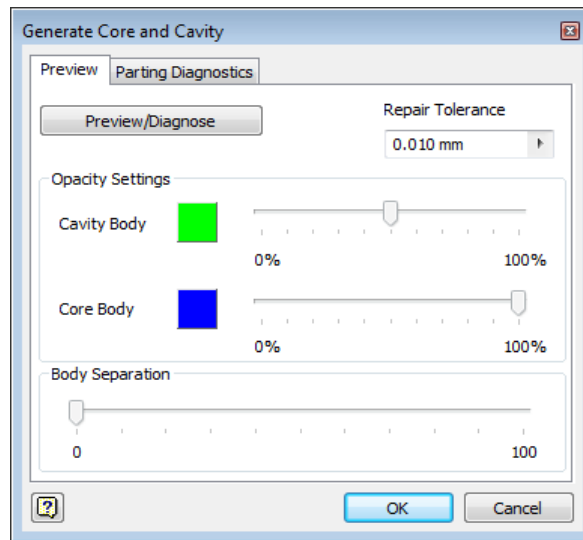 Generate Core and Cavity
Preview
Parting Diagnostics
Preview/Diagnose
Repair Tolerance
0.010 mm
Opacity Settings
Cavity Body
0%
100%
Core Body
0%
100%
Body Separation
0
100
?
OK
Cancel